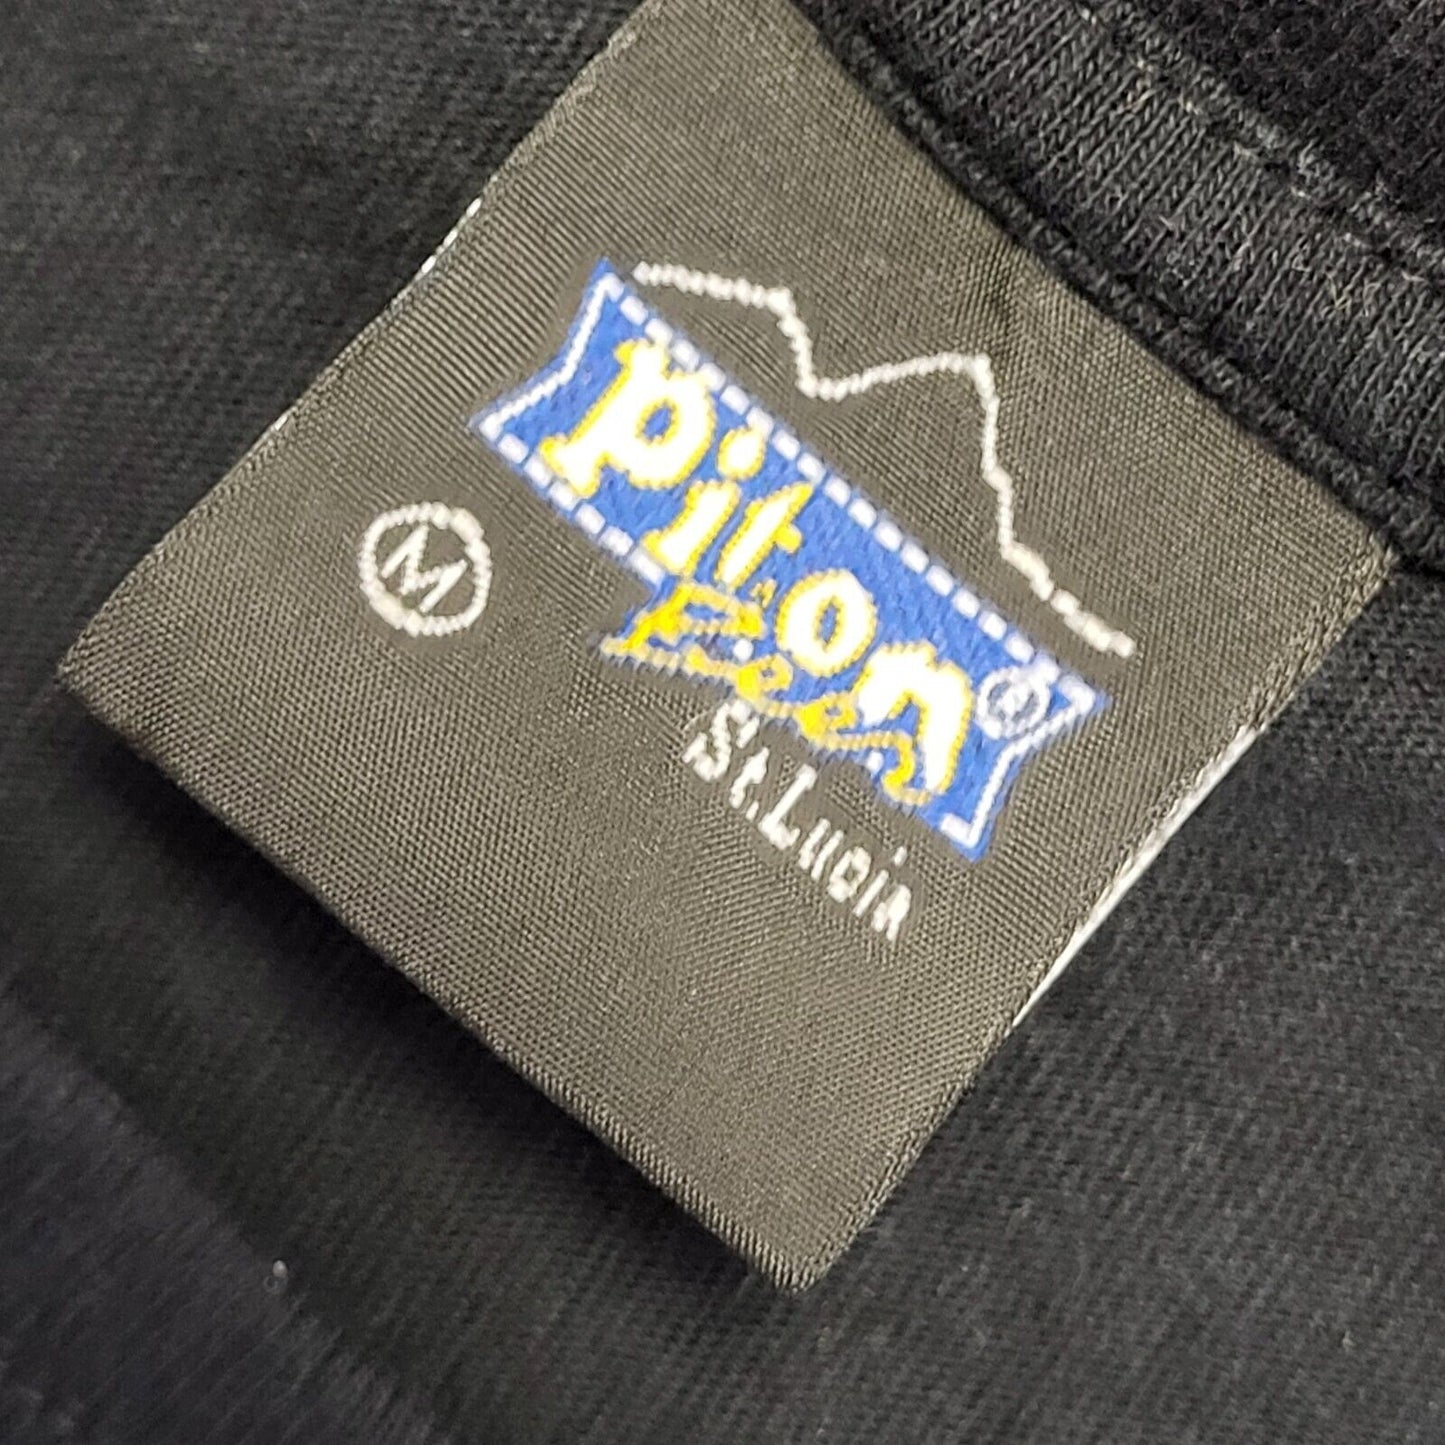 Piton®
Beer
St. Lucia
M